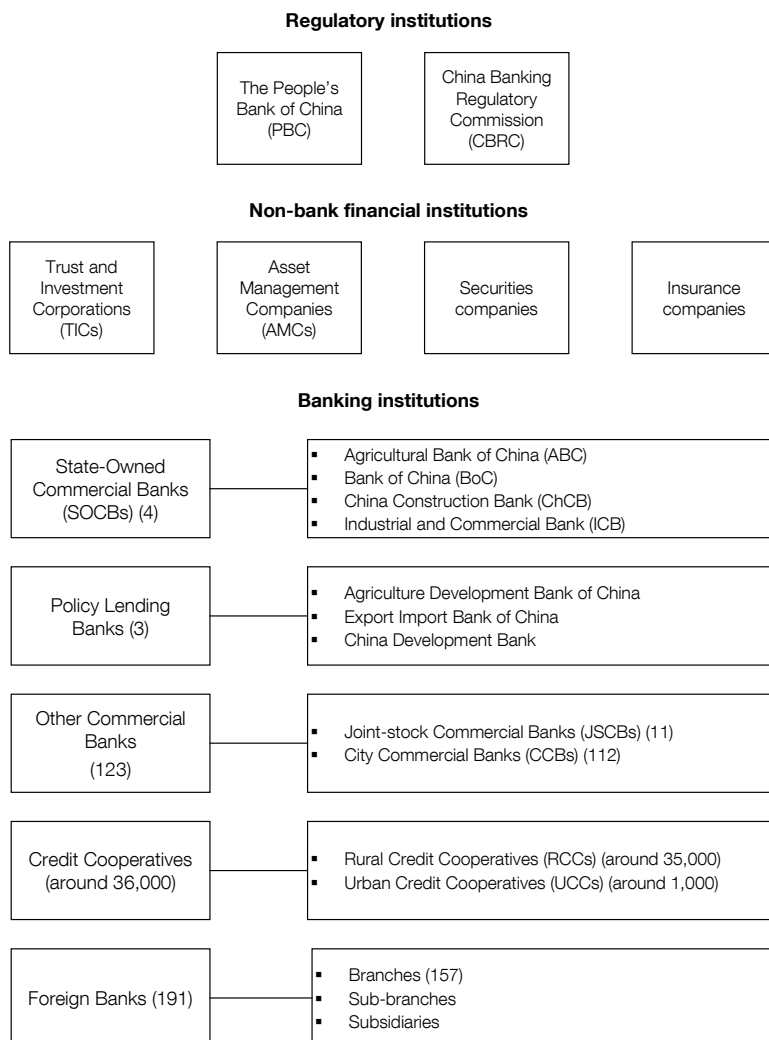 Regulatory institutions
The People's
Bank of China
(PBC)
China Banking
Regulatory
Commission
(CBRC)
Non-bank financial institutions
Trust and
Investment
Corporations
(TICs)
Asset
Management
Companies
(AMCs)
Securities
companies
Insurance
companies
Banking institutions
State-Owned
Commercial Banks
(SOCBs) (4)
▪ Agricultural Bank of China (ABC)
▪ Bank of China (BoC)
▪ China Construction Bank (ChCB)
▪ Industrial and Commercial Bank (ICB)
Policy Lending
Banks (3)
▪ Agriculture Development Bank of China
▪ Export Import Bank of China
▪ China Development Bank
Other Commercial
Banks
(123)
▪ Joint-stock Commercial Banks (JSCBs) (11)
▪ City Commercial Banks (CCBs) (112)
Credit Cooperatives
(around 36,000)
▪ Rural Credit Cooperatives (RCCs) (around 35,000)
▪ Urban Credit Cooperatives (UCCs) (around 1,000)
Foreign Banks (191)
▪ Branches (157)
▪ Sub-branches
▪ Subsidiaries